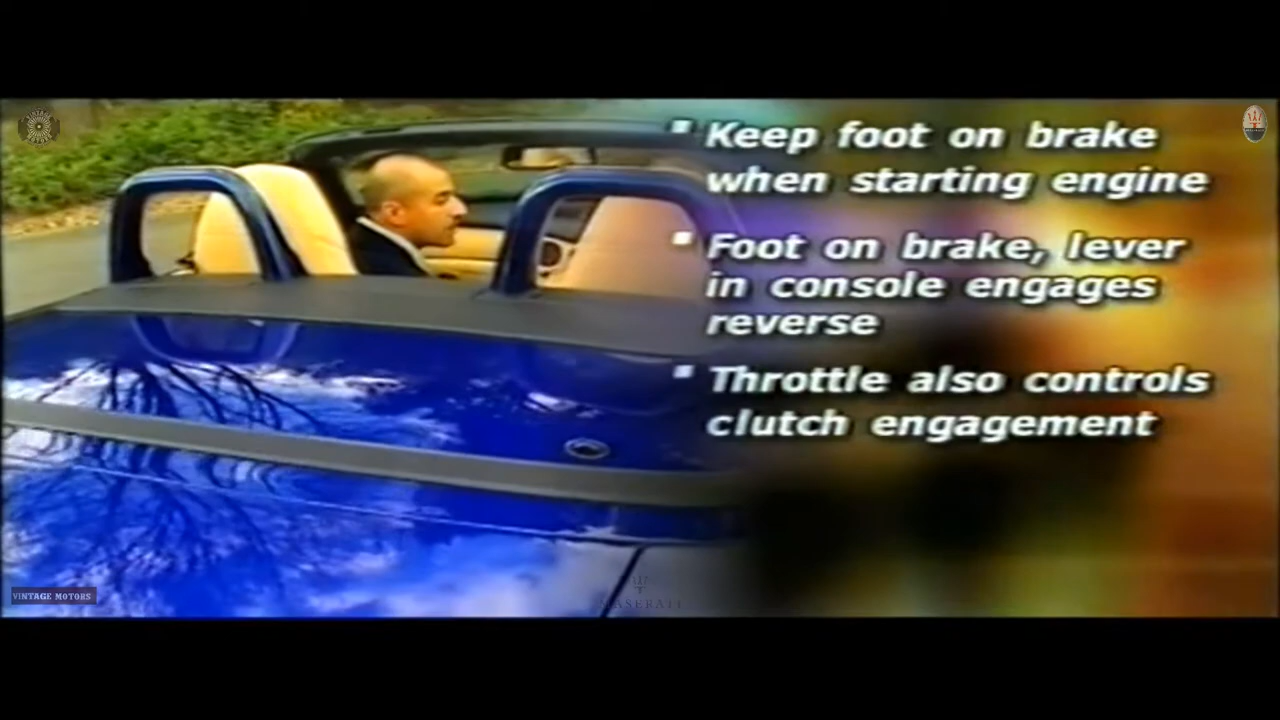 Keep foot on brake
when starting engine
Foot on brake, lever
in console engages
reverse
Throttle also controls
clutch engagement
VINTAGE MOTORS
MASERATI